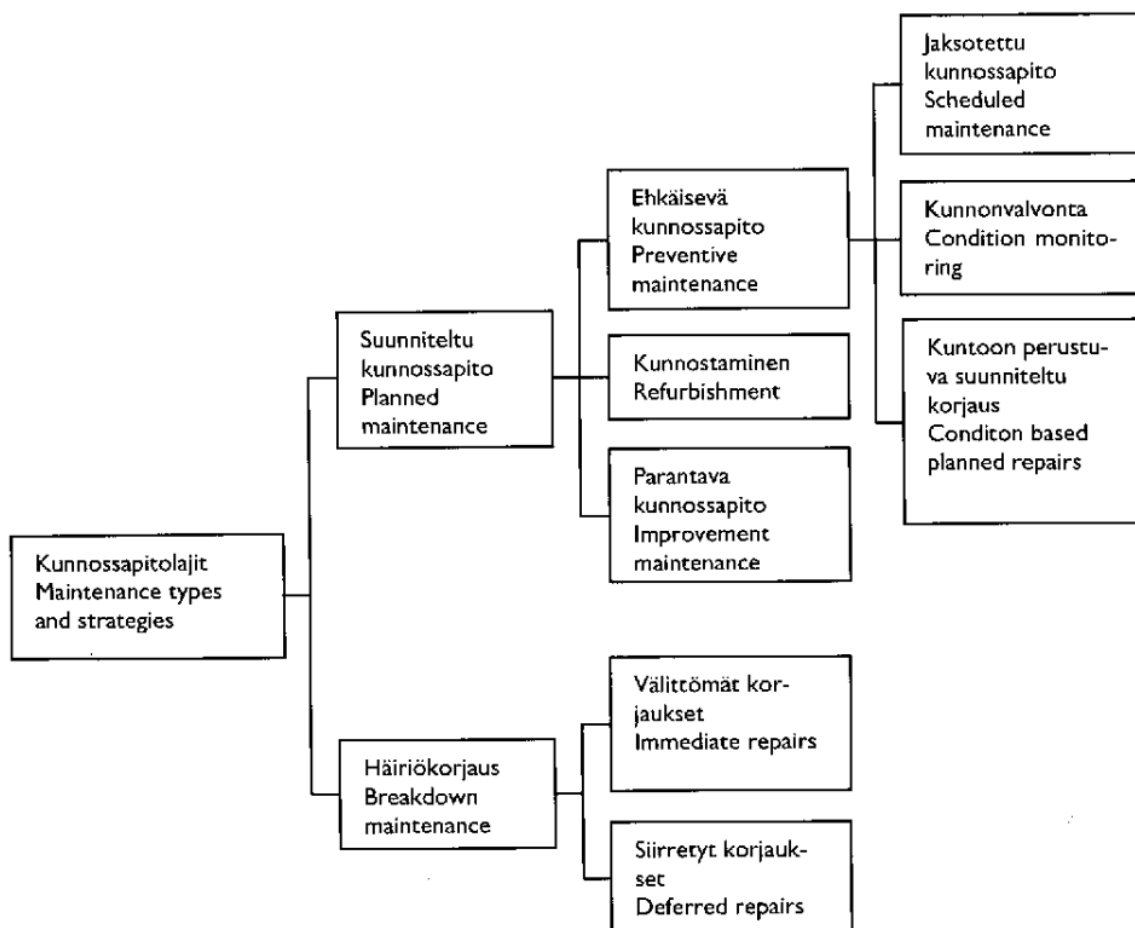 Jaksotettu
kunnossapito
Scheduled
maintenance
Ehkäisevä
kunnossapito
Preventive
maintenance
Kunnonvalvonta
Condition monito-
ring
Suunniteltu
kunnossapito
Planned
maintenance
Kunnostaminen
Refurbishment
Kuntoon perustu-
va suunniteltu
korjaus
Conditon based
planned repairs
Parantava
kunnossapito
Improvement
maintenance
Kunnossapitolajit
Maintenance types
and strategies
Välittömät kor-
jaukset
Immediate repairs
Häiriökorjaus
Breakdown
maintenance
Siirretyt korjauk-
set
Deferred repairs